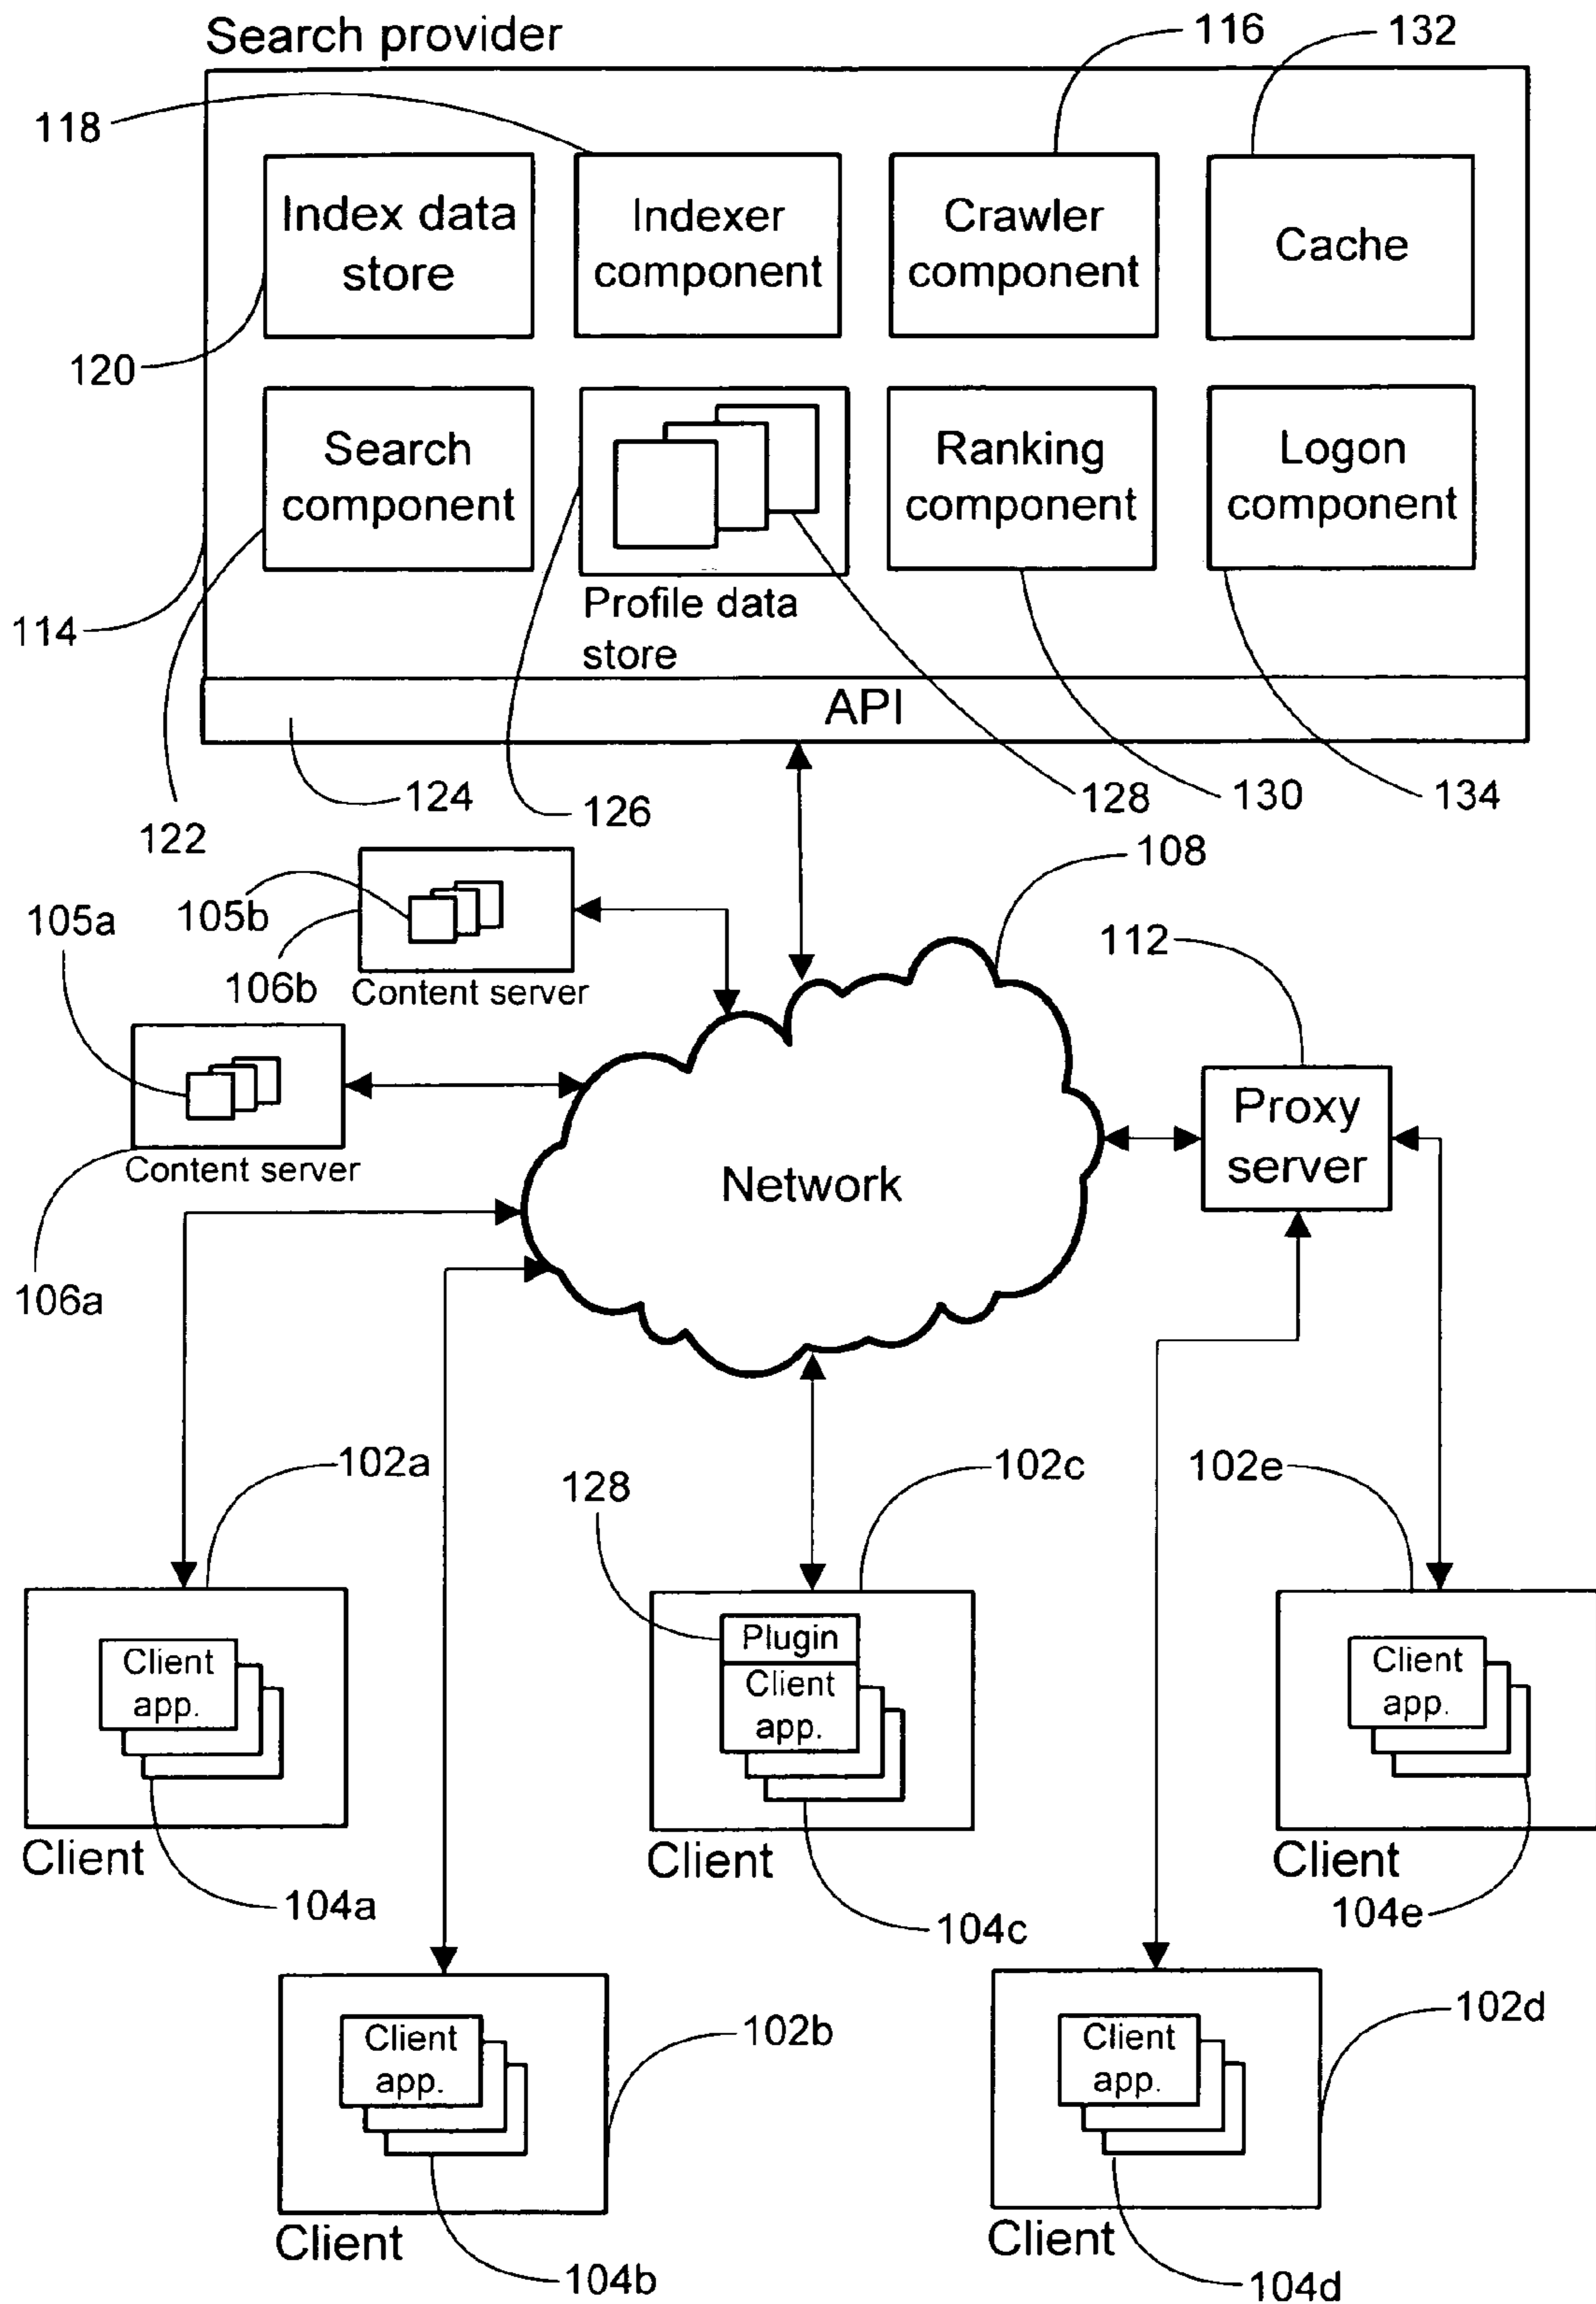 Search provider
116
132
118
Index data
store
Indexer
component
Crawler
component
Cache
120
Search
component
Ranking
component
Logon
component
Profile data
store
114
API
124
122
126
128
130
134
108
105a
105b
112
106b
Content server
Proxy
server
Content server
Network
106a
102a
128
102c
102e
Client
app.
Plugin
Client
app.
Client
app.
Client
Client
Client
104a
104c
104e
102b
102d
Client
app.
Client
app.
Client
Client
104b
104d